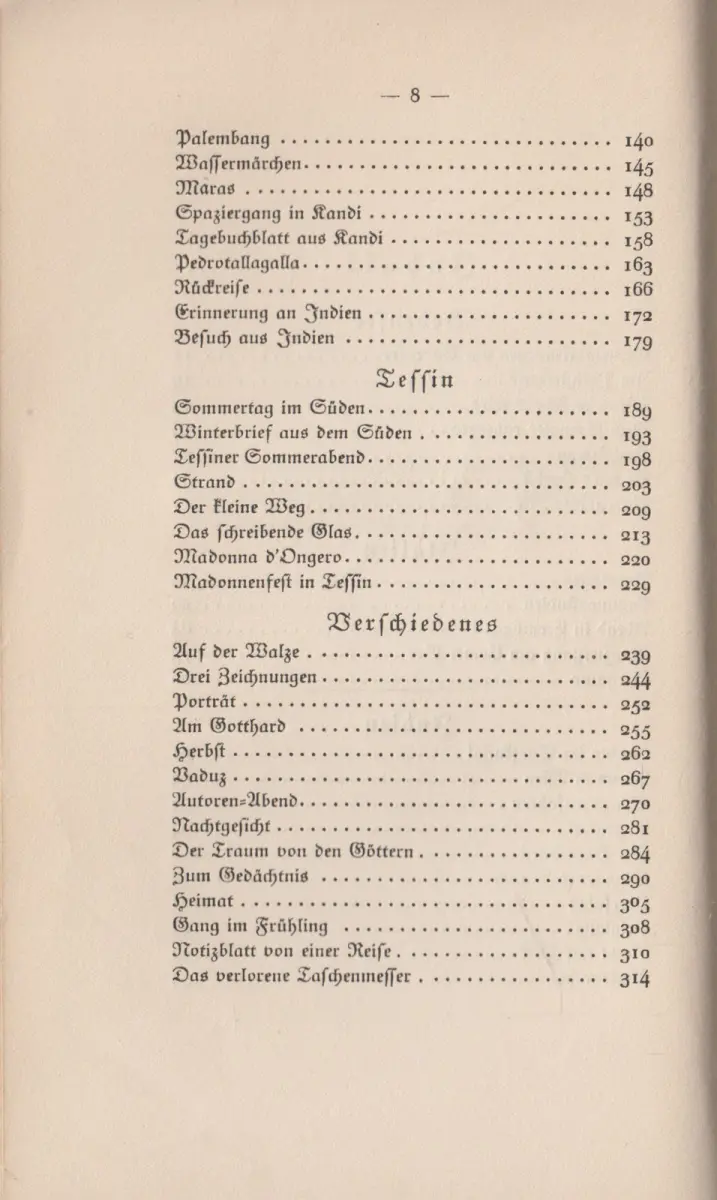 — 8 —
Palembang . . . . . . . . . . . . . . . . . . . . . . . . . . . . . . 140
Wassermärchen . . . . . . . . . . . . . . . . . . . . . . . . . . . . 145
Maras . . . . . . . . . . . . . . . . . . . . . . . . . . . . . . . . . 148
Spaziergang in Kandi . . . . . . . . . . . . . . . . . . . . . . 153
Tagebuchblatt aus Kandi . . . . . . . . . . . . . . . . . . . . 158
Pedrotallagalla . . . . . . . . . . . . . . . . . . . . . . . . . . . . 163
Rückreise . . . . . . . . . . . . . . . . . . . . . . . . . . . . . . . . 166
Erinnerung an Indien . . . . . . . . . . . . . . . . . . . . . . 172
Besuch aus Indien . . . . . . . . . . . . . . . . . . . . . . . . 179
Tessin
Sommertag im Süden . . . . . . . . . . . . . . . . . . . . . . 189
Winterbrief aus dem Süden . . . . . . . . . . . . . . . . . . 193
Tessiner Sommerabend . . . . . . . . . . . . . . . . . . . . . . 198
Strand . . . . . . . . . . . . . . . . . . . . . . . . . . . . . . . . . 203
Der kleine Weg . . . . . . . . . . . . . . . . . . . . . . . . . . . 209
Das schreibende Glas . . . . . . . . . . . . . . . . . . . . . . . 213
Madonna d'Ongero . . . . . . . . . . . . . . . . . . . . . . . . 220
Madonnenfest in Tessin . . . . . . . . . . . . . . . . . . . . . 229
Verschiedenes
Auf der Walze . . . . . . . . . . . . . . . . . . . . . . . . . . . 239
Drei Zeichnungen . . . . . . . . . . . . . . . . . . . . . . . . . . 244
Porträt . . . . . . . . . . . . . . . . . . . . . . . . . . . . . . . . . 252
Am Gotthard . . . . . . . . . . . . . . . . . . . . . . . . . . . . 255
Herbst . . . . . . . . . . . . . . . . . . . . . . . . . . . . . . . . . . 262
Vaduz . . . . . . . . . . . . . . . . . . . . . . . . . . . . . . . . . . 267
Autoren-Abend . . . . . . . . . . . . . . . . . . . . . . . . . . . . 270
Nachtgesicht . . . . . . . . . . . . . . . . . . . . . . . . . . . . . . 281
Der Traum von den Göttern . . . . . . . . . . . . . . . . . 284
Zum Gedächtnis . . . . . . . . . . . . . . . . . . . . . . . . . . 290
Heimat . . . . . . . . . . . . . . . . . . . . . . . . . . . . . . . . . 305
Gang im Frühling . . . . . . . . . . . . . . . . . . . . . . . . 308
Notizblatt von einer Reise . . . . . . . . . . . . . . . . . . . 310
Das verlorene Taschenmesser . . . . . . . . . . . . . . . . . 314